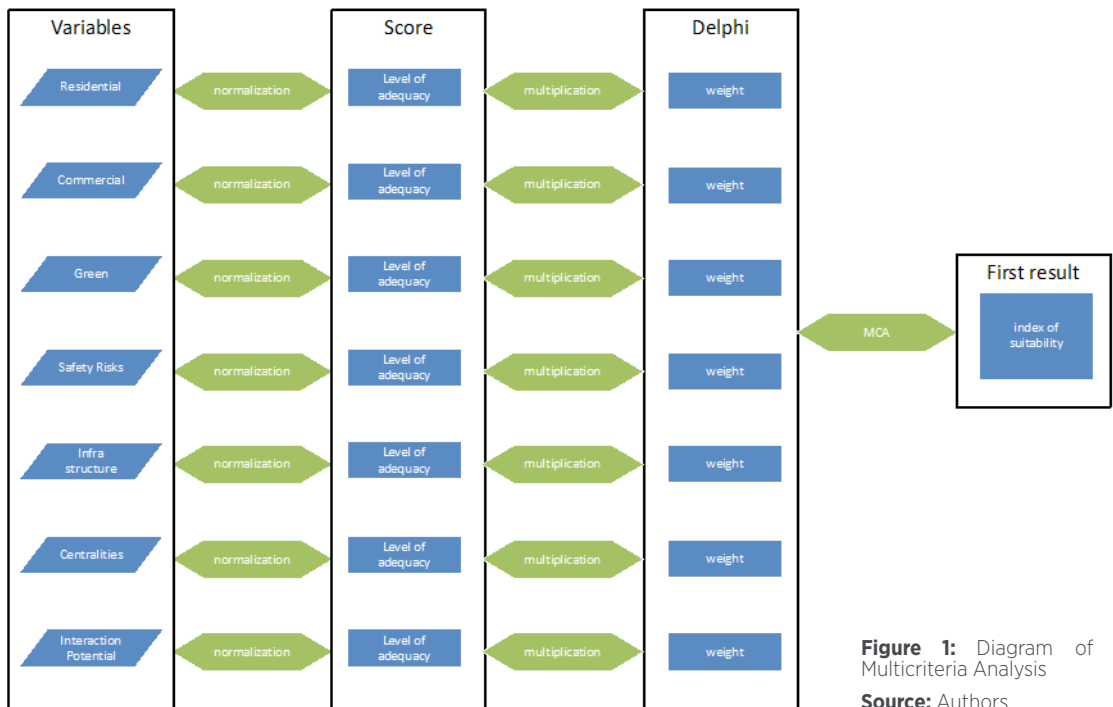 Variables
Score
Delphi
Residential
normalization
Level of
adequacy
multiplication
weight
Commercial
normalization
Level of
adequacy
multiplication
weight
Green
normalization
Level of
adequacy
multiplication
weight
Safety Risks
normalization
Level of
adequacy
multiplication
weight
Infra
structure
normalization
Level of
adequacy
multiplication
weight
Centralities
normalization
Level of
adequacy
multiplication
weight
Interaction
Potential
normalization
Level of
adequacy
multiplication
weight
MCA
First result
index of
suitability
Figure 1: Diagram of
Multicriteria Analysis
Source: Authors